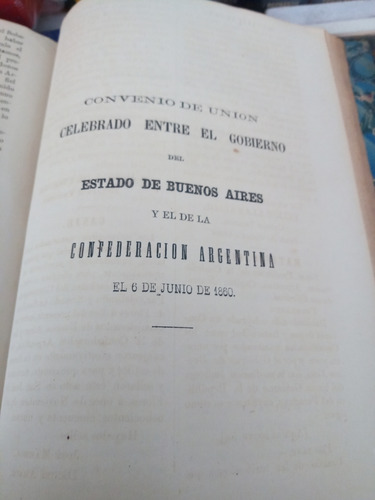 CONVENIO DE UNION
CELEBRADO ENTRE EL GOBIERNO
DEL
ESTADO DE BUENOS AIRES
Y EL DE LA
CONFEDERACION ARGENTINA
EL 6 DE JUNIO DE 1860.